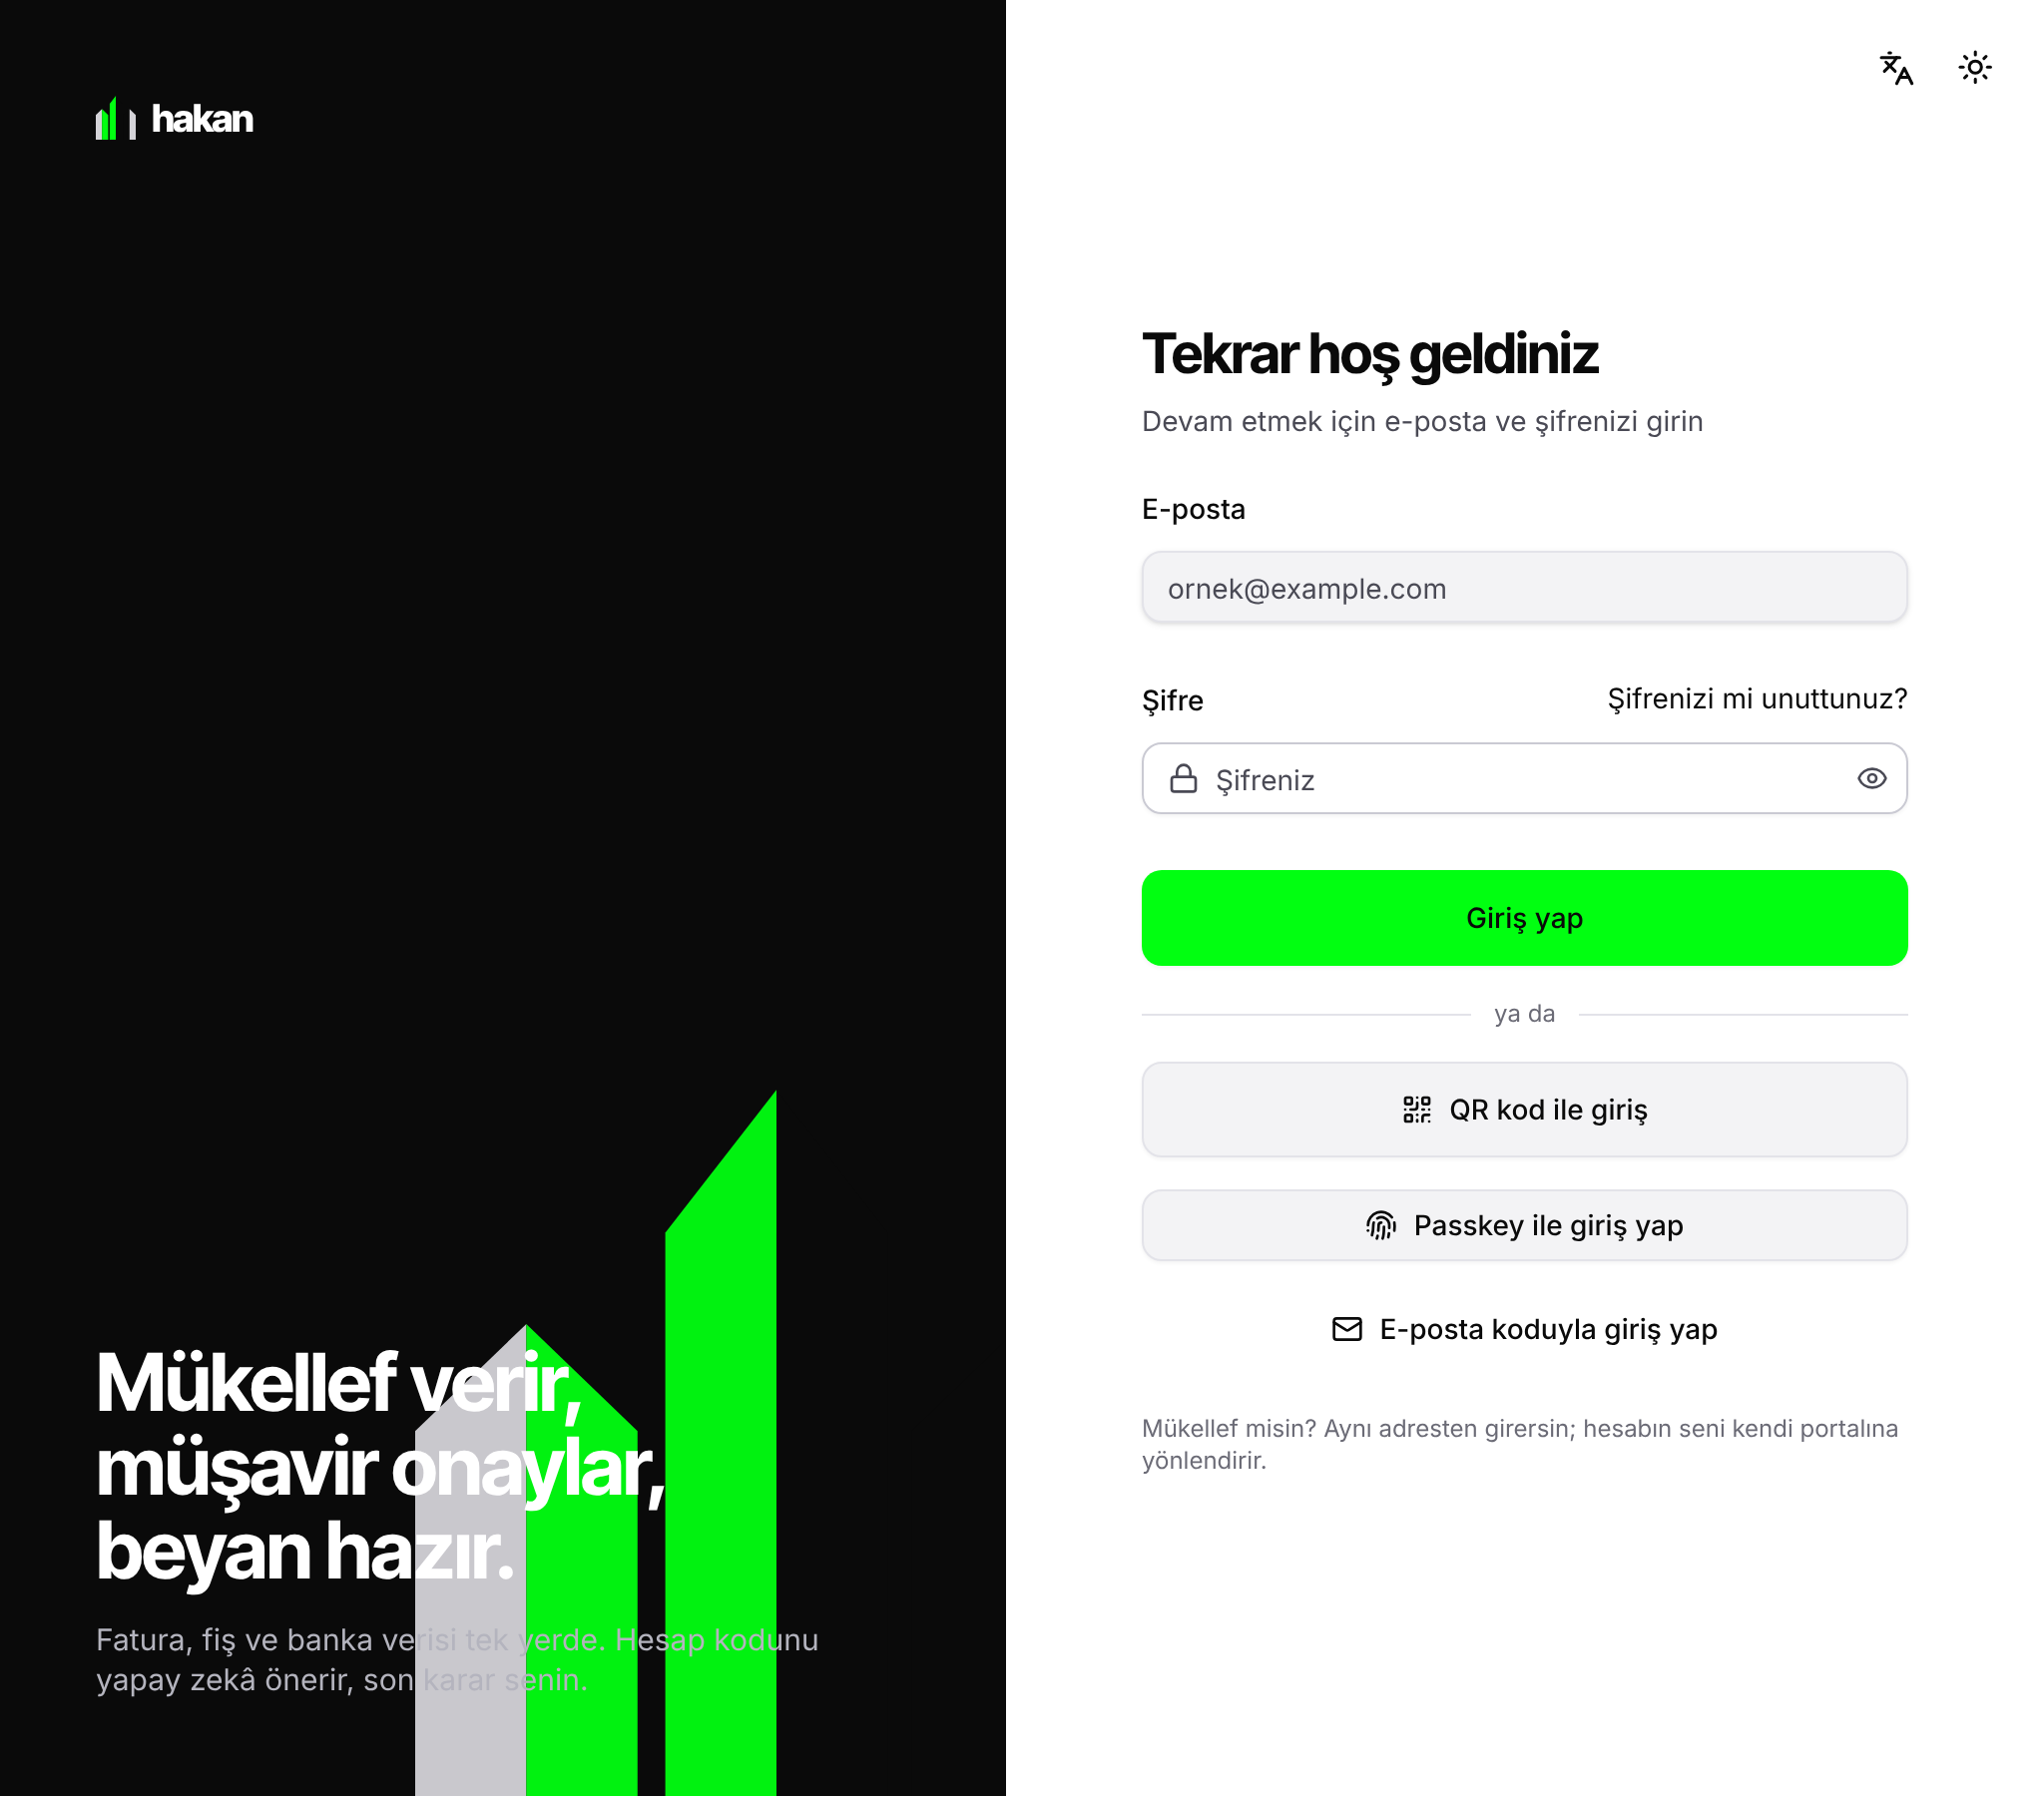 hakan
Mükellef verir,
müşavir onaylar,
beyan hazır.
Fatura, fiş ve banka verisi tek yerde. Hesap kodunu
yapay zekâ önerir, son karar senin.
Tekrar hoş geldiniz
Devam etmek için e-posta ve şifrenizi girin
E-posta
ornek@example.com
Şifre
Şifrenizi mi unuttunuz?
Şifreniz
Giriş yap
ya da
QR kod ile giriş
Passkey ile giriş yap
E-posta koduyla giriş yap
Mükellef misin? Aynı adresten girersin; hesabın seni kendi portalına
yönlendirir.